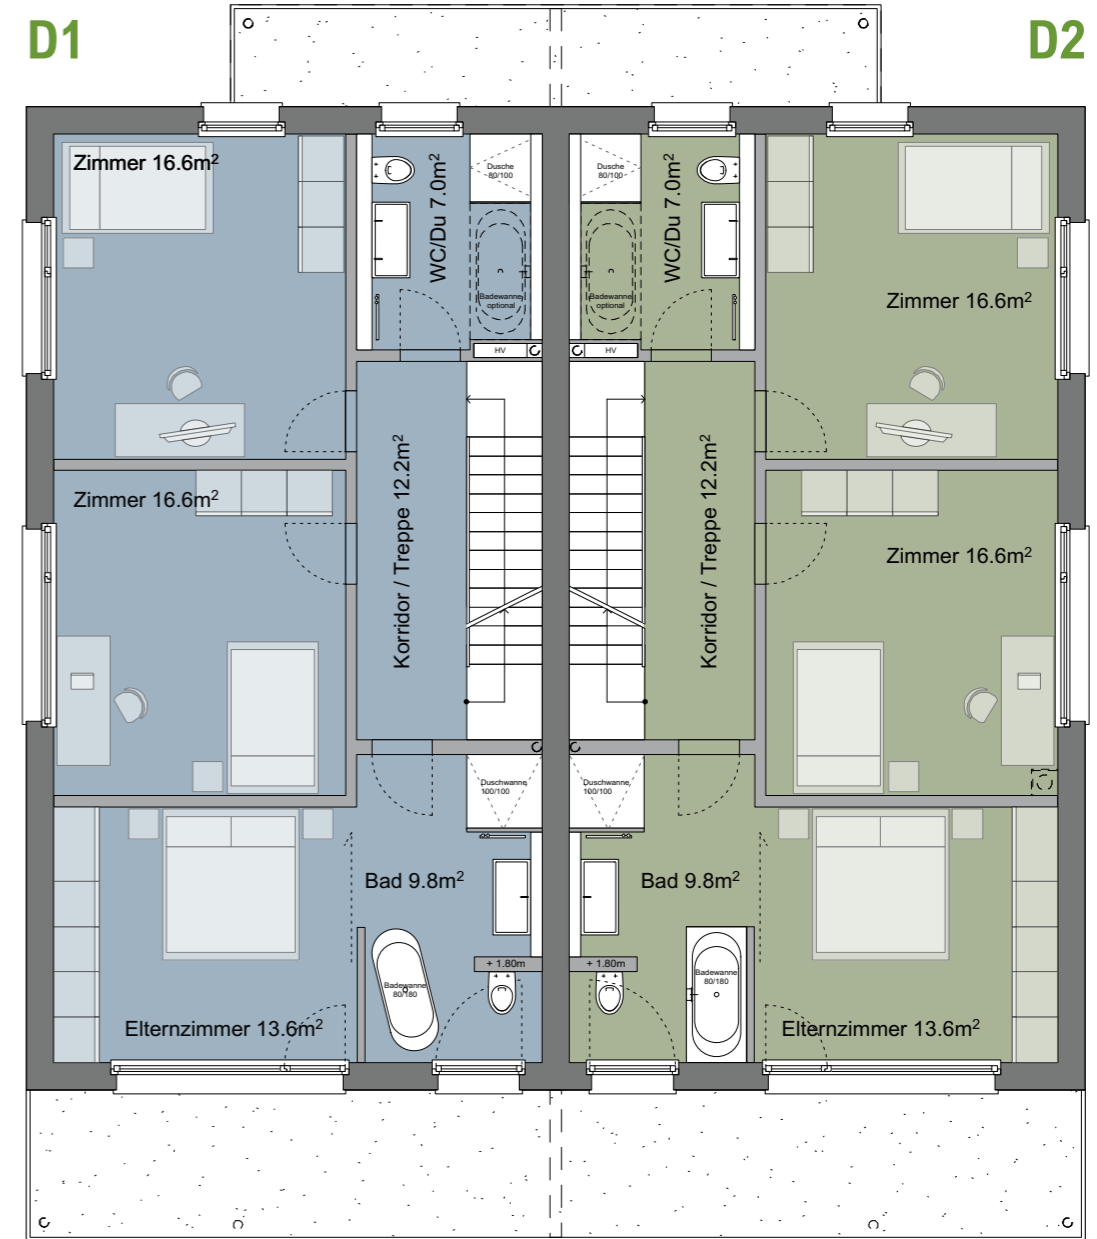 D1
D2
Zimmer 16.6m²
WC/Du 7.0m²
Dusche
80/100
Badewanne
optional
HV
Dusche
80/100
Badewanne
optional
HV
WC/Du 7.0m²
Zimmer 16.6m²
Zimmer 16.6m²
Korridor / Treppe 12.2m²
Korridor / Treppe 12.2m²
Zimmer 16.6m²
Duschwanne
100/100
Duschwanne
100/100
Bad 9.8m²
Bad 9.8m²
+ 1.80m
+ 1.80m
Badewanne
80/180
Badewanne
80/180
Elternzimmer 13.6m²
Elternzimmer 13.6m²